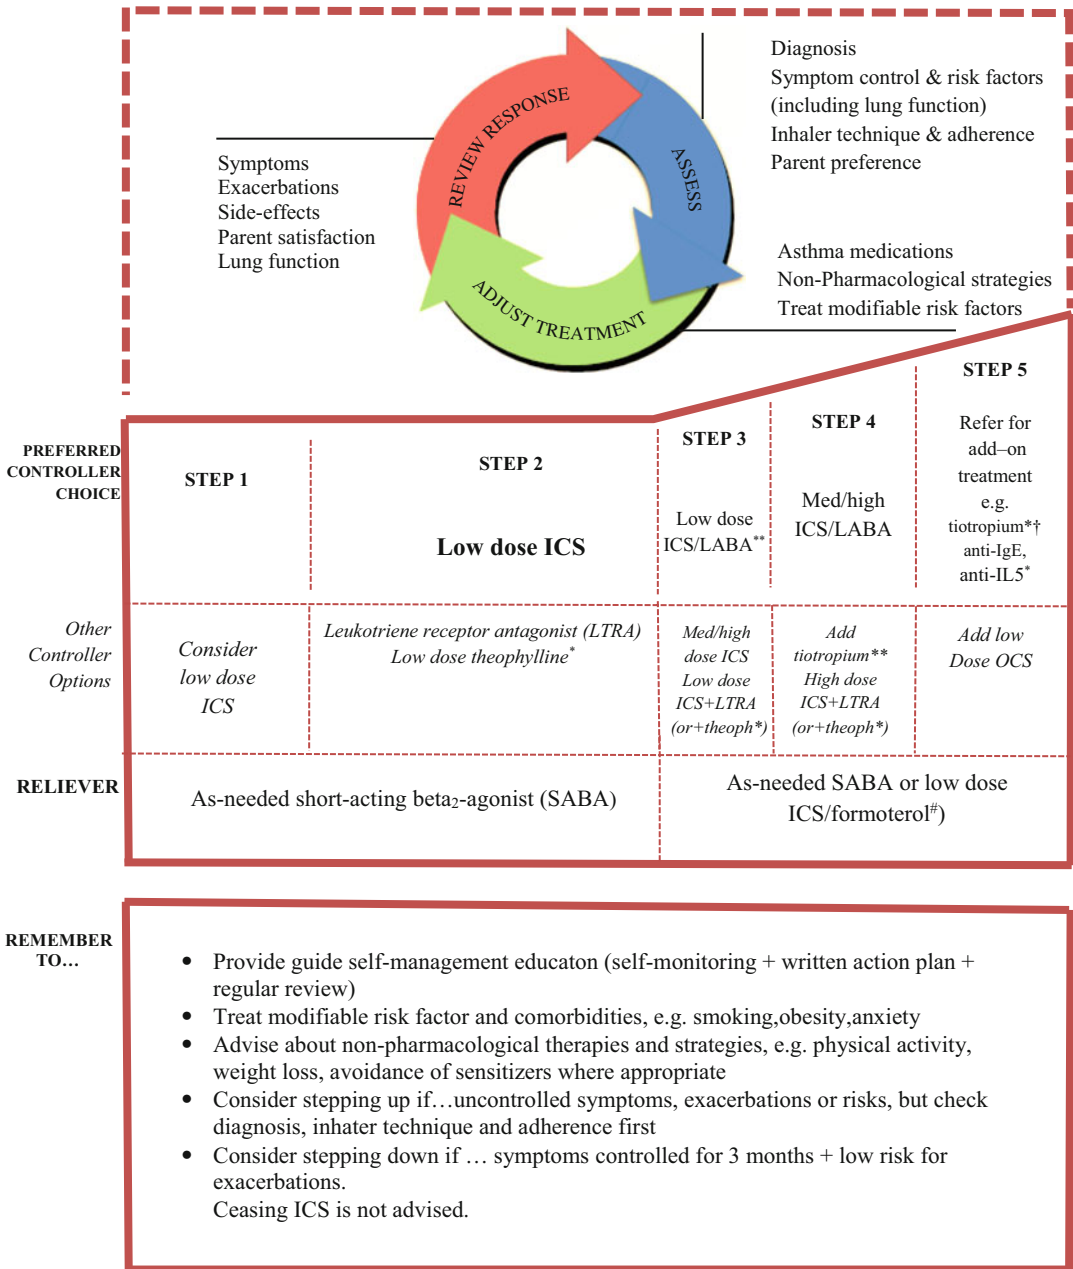 Diagnosis
Symptom control & risk factors
(including lung function)
Inhaler technique & adherence
Parent preference
REVIEW RESPONSE
ASSESS
ADJUST TREATMENT
Symptoms
Exacerbations
Side-effects
Parent satisfaction
Lung function
Asthma medications
Non-Pharmacological strategies
Treat modifiable risk factors
PREFERRED
CONTROLLER
CHOICE
STEP 1
STEP 2
Low dose ICS
STEP 3
Low dose
ICS/LABA**
STEP 4
Med/high
ICS/LABA
STEP 5
Refer for
add–on
treatment
e.g.
tiotropium*†
anti-IgE,
anti-IL5*
Other
Controller
Options
Consider
low dose
ICS
Leukotriene receptor antagonist (LTRA)
Low dose theophylline*
Med/high
dose ICS
Low dose
ICS+LTRA
(or+theoph*)
Add
tiotropium**
High dose
ICS+LTRA
(or+theoph*)
Add low
Dose OCS
RELIEVER
As-needed short-acting beta₂-agonist (SABA)
As-needed SABA or low dose
ICS/formoterol#)
REMEMBER
TO…
• Provide guide self-management educaton (self-monitoring + written action plan +
regular review)
• Treat modifiable risk factor and comorbidities, e.g. smoking,obesity,anxiety
• Advise about non-pharmacological therapies and strategies, e.g. physical activity,
weight loss, avoidance of sensitizers where appropriate
• Consider stepping up if…uncontrolled symptoms, exacerbations or risks, but check
diagnosis, inhater technique and adherence first
• Consider stepping down if … symptoms controlled for 3 months + low risk for
exacerbations.
Ceasing ICS is not advised.